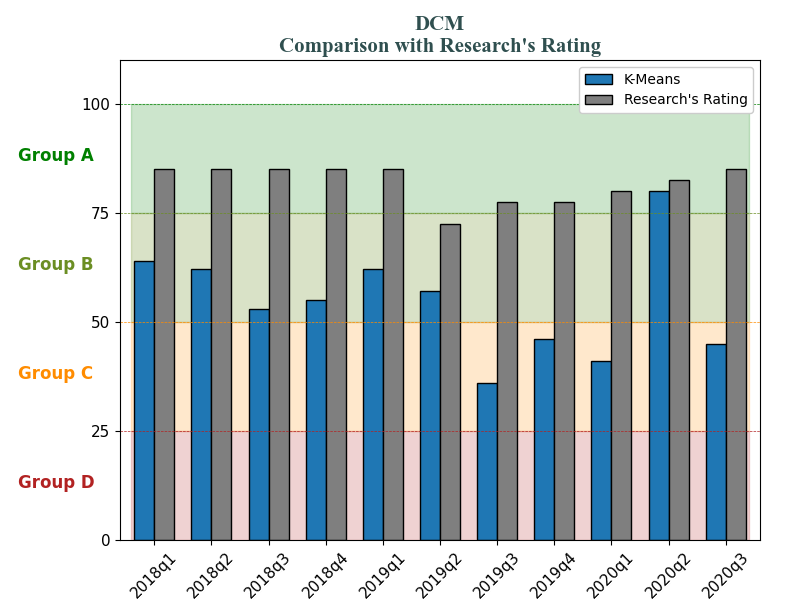 DCM
Comparison with Research's Rating
K-Means
Research's Rating
100
Group A
75
Group B
50
Group C
25
Group D
0
2018q1
2018q2
2018q3
2018q4
2019q1
2019q2
2019q3
2019q4
2020q1
2020q2
2020q3